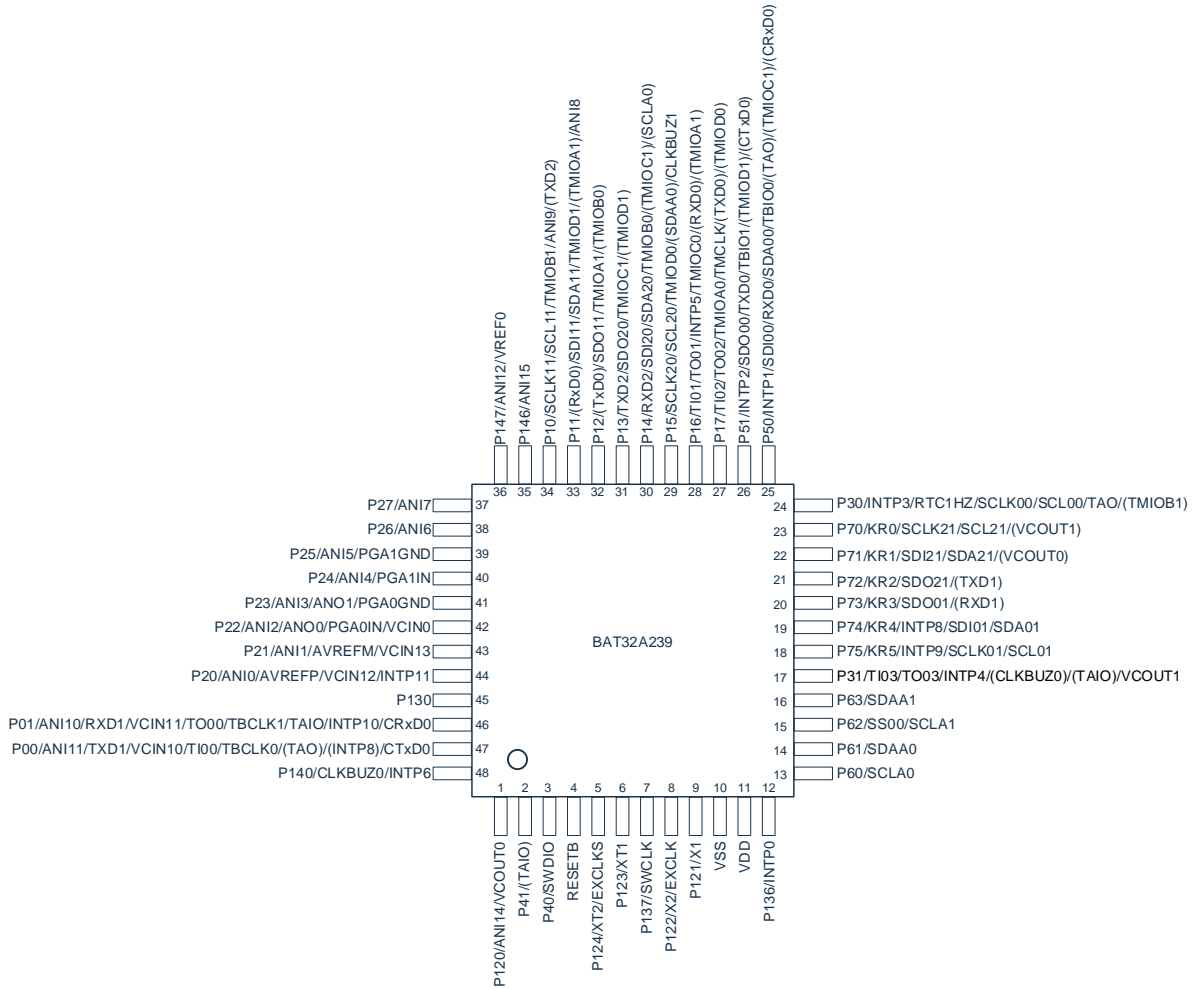 P147/ANI12/VREF0
P146/ANI15
P10/SCLK11/SCL11/TMIOB1/ANI9/(TXD2)
P11/(RxD0)/SDI11/SDA11/TMIOD1/(TMIOA1)/ANI8
P12/(TxD0)/SDO11/TMIOA1/(TMIOB0)
P13/TXD2/SDO20/TMIOC1/(TMIOD1)
P14/RXD2/SDI20/SDA20/TMIOB0/(TMIOC1)/(SCLA0)
P15/SCLK20/SCL20/TMIOD0/(SDAA0)/CLKBUZ1
P16/TI01/TO01/INTP5/TMIOC0/(RXD0)/(TMIOA1)
P17/TI02/TO02/TMIOA0/TMCLK/(TXD0)/(TMIOD0)
P51/INTP2/SDO00/TXD0/TBIO1/(TMIOD1)/(CTxD0)
P50/INTP1/SDI00/RXD0/SDA00/TBIO0/(TAO)/(TMIOC1)/(CRxD0)
36 35 34 33 32 31 30 29 28 27 26 25
P27/ANI7 37
P26/ANI6 38
P25/ANI5/PGA1GND 39
P24/ANI4/PGA1IN 40
P23/ANI3/ANO1/PGA0GND 41
P22/ANI2/ANO0/PGA0IN/VCIN0 42
P21/ANI1/AVREFM/VCIN13 43
P20/ANI0/AVREFP/VCIN12/INTP11 44
P130 45
P01/ANI10/RXD1/VCIN11/TO00/TBCLK1/TAIO/INTP10/CRxD0 46
P00/ANI11/TXD1/VCIN10/TI00/TBCLK0/(TAO)/(INTP8)/CTxD0 47
P140/CLKBUZ0/INTP6 48
BAT32A239
24 P30/INTP3/RTC1HZ/SCLK00/SCL00/TAO/(TMIOB1)
23 P70/KR0/SCLK21/SCL21/(VCOUT1)
22 P71/KR1/SDI21/SDA21/(VCOUT0)
21 P72/KR2/SDO21/(TXD1)
20 P73/KR3/SDO01/(RXD1)
19 P74/KR4/INTP8/SDI01/SDA01
18 P75/KR5/INTP9/SCLK01/SCL01
17 P31/TI03/TO03/INTP4/(CLKBUZ0)/(TAIO)/VCOUT1
16 P63/SDAA1
15 P62/SS00/SCLA1
14 P61/SDAA0
13 P60/SCLA0
1 2 3 4 5 6 7 8 9 10 11 12
P120/ANI14/VCOUT0
P41/(TAIO)
P40/SWDIO
RESETB
P124/XT2/EXCLKS
P123/XT1
P137/SWCLK
P122/X2/EXCLK
P121/X1
VSS
VDD
P136/INTP0